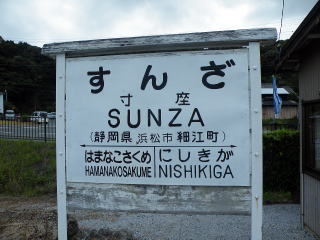 すんざ
寸座
SUNZA
(静岡県 浜松市 細江町)
はまなこさくめ にしきが
HAMANAKOSAKUME NISHIKIGA